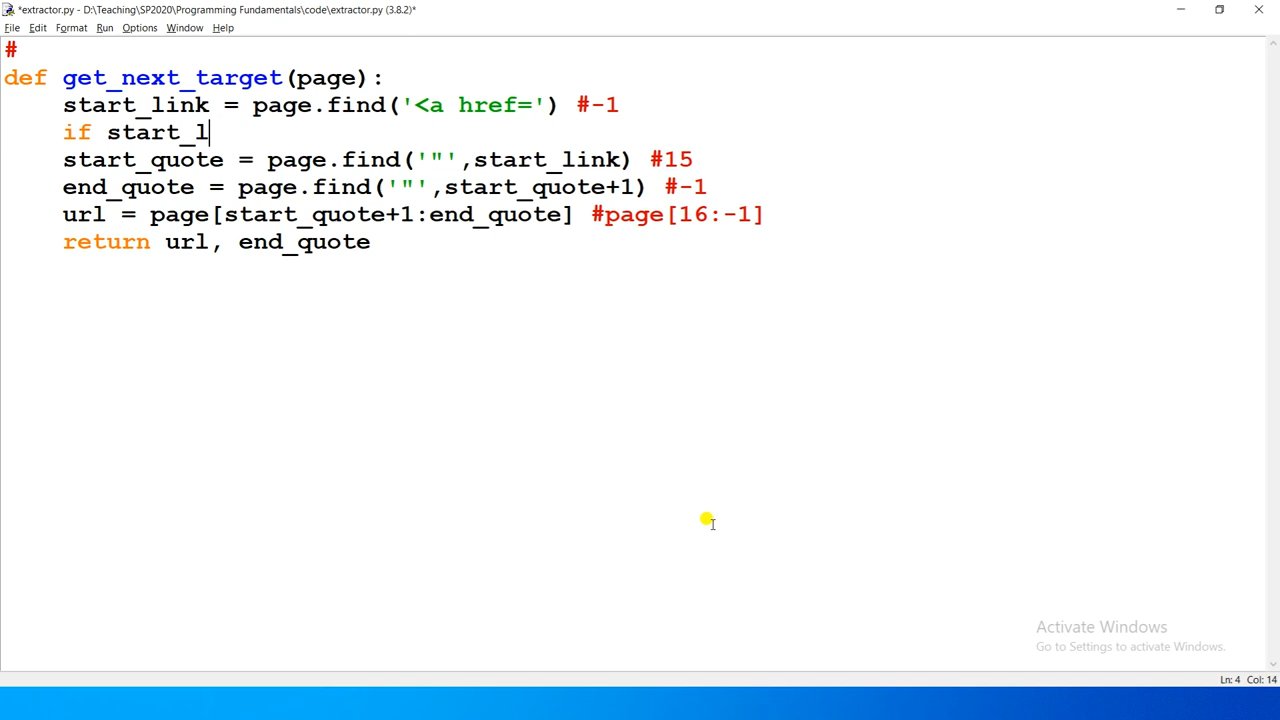 *extractor.py - D:\Teaching\SP2020\Programming Fundamentals\code\extractor.py (3.8.2)*
File Edit Format Run Options Window Help
#
def get_next_target(page):
    start_link = page.find('<a href=') #-1
    if start_l
    start_quote = page.find('"',start_link) #15
    end_quote = page.find('"',start_quote+1) #-1
    url = page[start_quote+1:end_quote] #page[16:-1]
    return url, end_quote
Activate Windows
Go to Settings to activate Windows.
Ln: 4 Col: 14